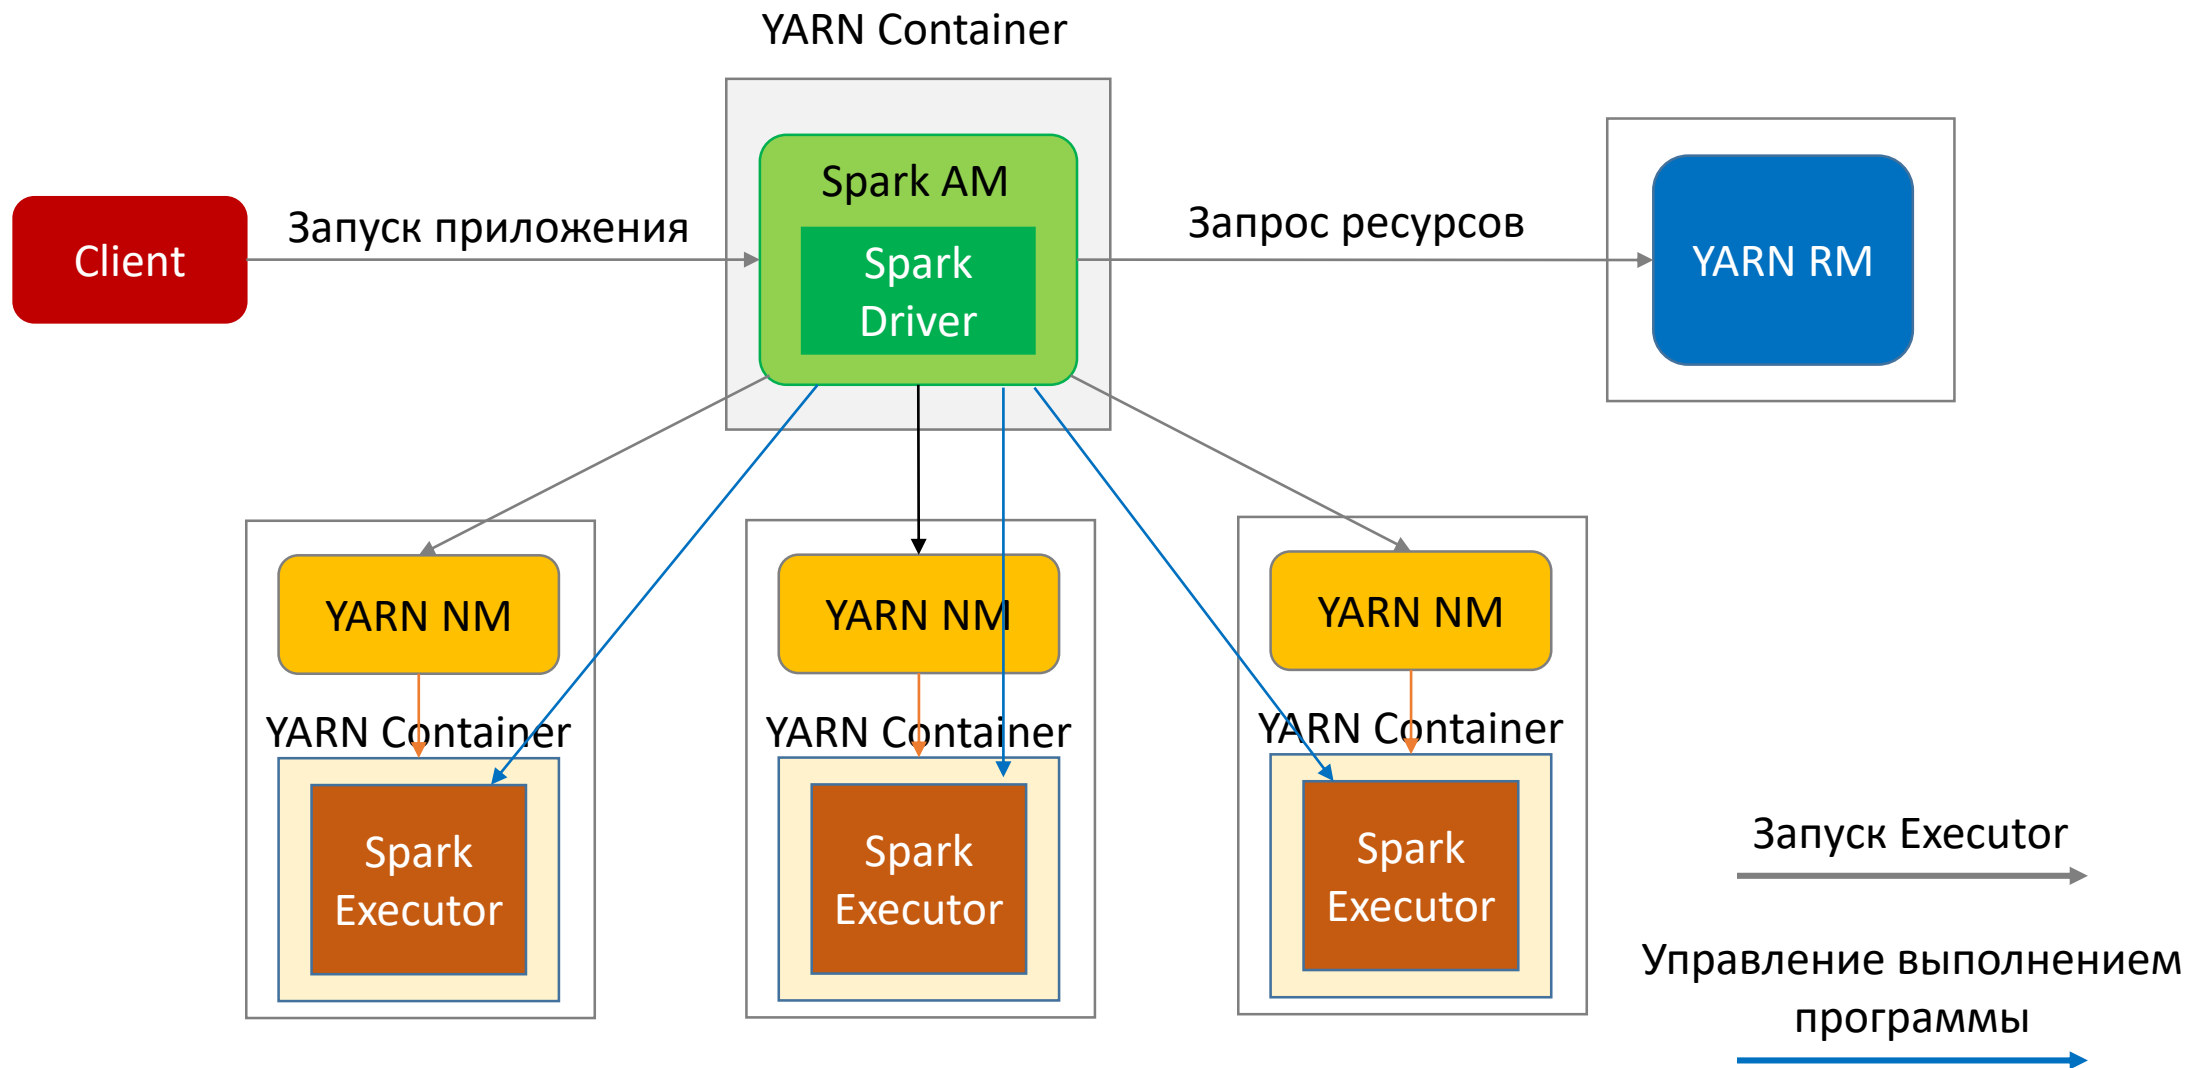 YARN Container
Spark AM
Client
Запуск приложения
Spark
Driver
Запрос ресурсов
YARN RM
YARN NM
YARN NM
YARN NM
YARN Container
YARN Container
YARN Container
Spark
Executor
Spark
Executor
Spark
Executor
Запуск Executor
Управление выполнением
программы